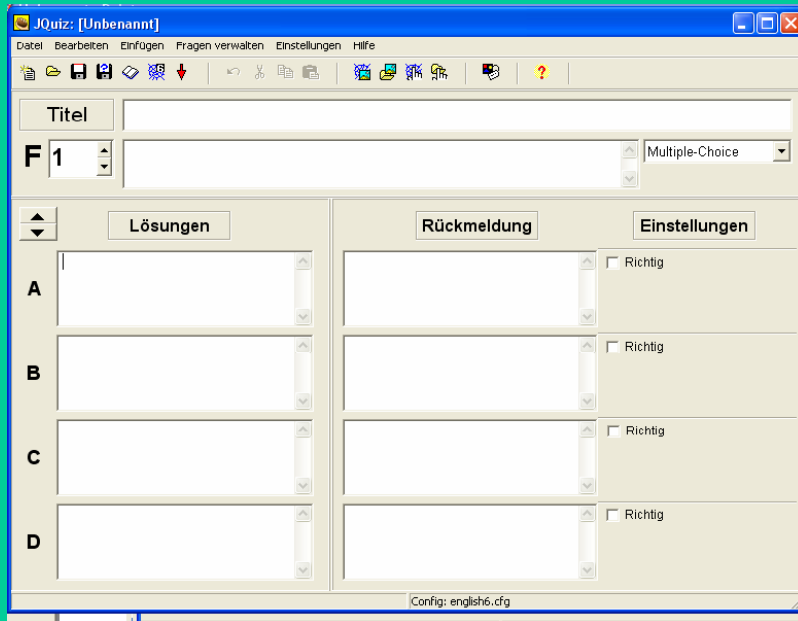 JQuiz: [Unbenannt]
Datei Bearbeiten Einfügen Fragen verwalten Einstellungen Hilfe
Titel
F 1 Multiple-Choice
Lösungen Rückmeldung Einstellungen
A Richtig
B Richtig
C Richtig
D Richtig
Config: english6.cfg